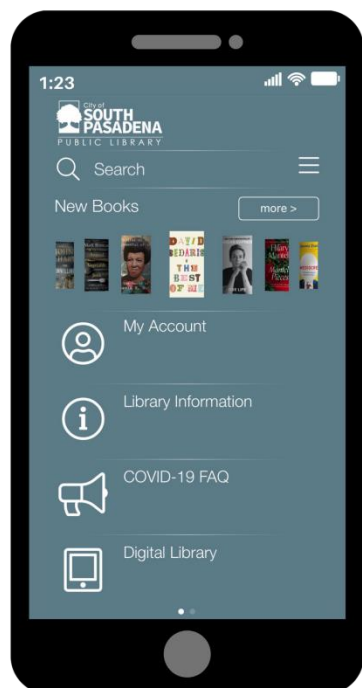 1:23
City of
SOUTH
PASADENA
PUBLIC LIBRARY
Search
New Books
more >
DAVID
SEDARIS
THE
BEST
OF ME
Hilary
Mantel
My Account
Library Information
COVID-19 FAQ
Digital Library